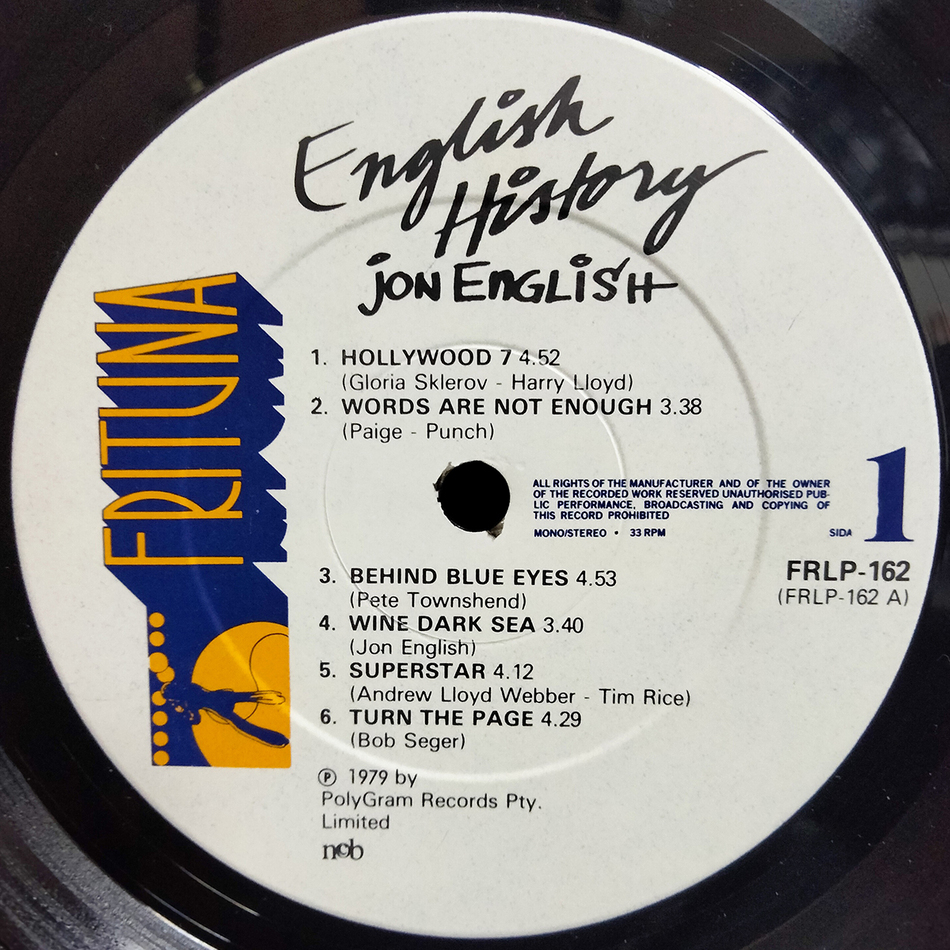 English
History
jon ENGLISH
FRITUNA
1. HOLLYWOOD 7 4.52
(Gloria Sklerov - Harry Lloyd)
2. WORDS ARE NOT ENOUGH 3.38
(Paige - Punch)
ALL RIGHTS OF THE MANUFACTURER AND OF THE OWNER
OF THE RECORDED WORK RESERVED UNAUTHORISED PUB-
LIC PERFORMANCE, BROADCASTING AND COPYING OF
THIS RECORD PROHIBITED
MONO/STEREO • 33 RPM
SIDA 1
FRLP-162
(FRLP-162 A)
3. BEHIND BLUE EYES 4.53
(Pete Townshend)
4. WINE DARK SEA 3.40
(Jon English)
5. SUPERSTAR 4.12
(Andrew Lloyd Webber - Tim Rice)
6. TURN THE PAGE 4.29
(Bob Seger)
℗ 1979 by
PolyGram Records Pty.
Limited
ncb